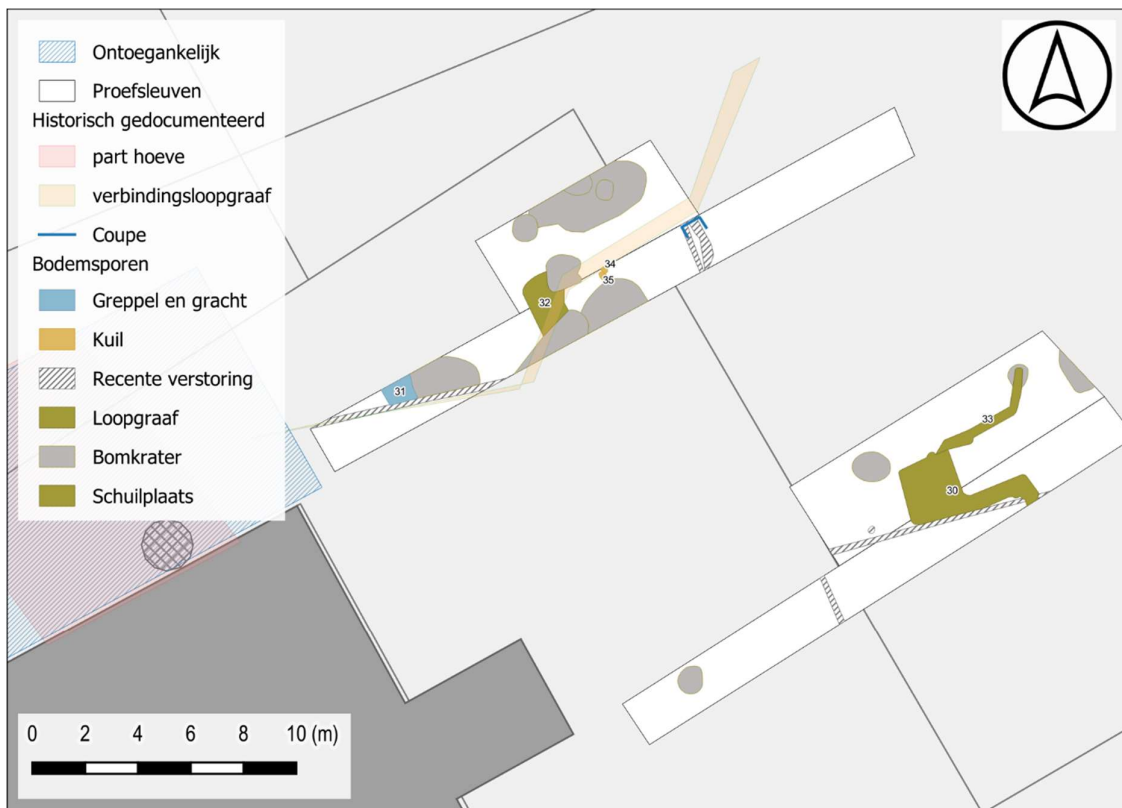 Ontoegankelijk
Proefsleuven
Historisch gedocumenteerd
part hoeve
verbindingsloopgraaf
Coupe
Bodemsporen
Greppel en gracht
Kuil
Recente verstoring
Loopgraaf
Bomkrater
Schuilplaats
34
35
32
31
33
30
0 2 4 6 8 10 (m)